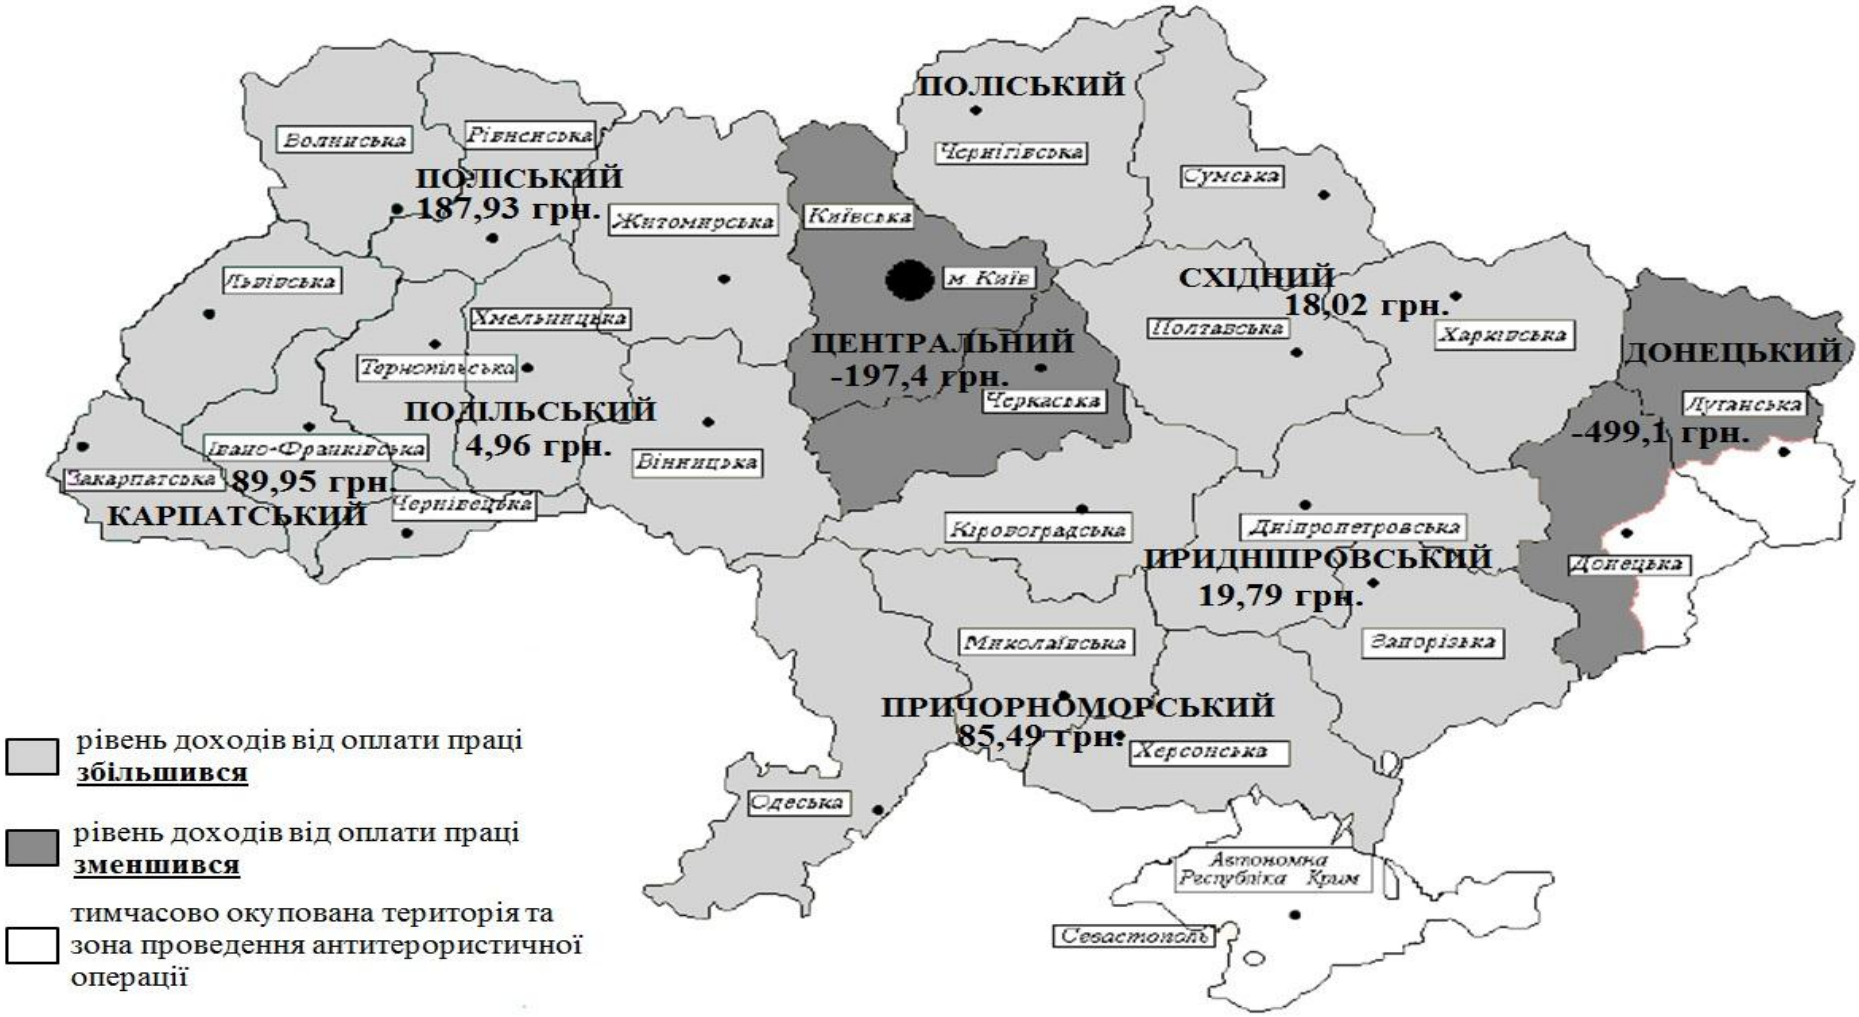 ПОЛІСЬКИЙ
Волинська
Рівненська
Чернігівська
Сумська
ПОЛІСЬКИЙ
187,93 грн.
Житомирська
Київська
Львівська
м. Київ
СХІДНИЙ
18,02 грн.
Хмельницька
Полтавська
Харківська
ЦЕНТРАЛЬНИЙ
-197,4 грн.
ДОНЕЦЬКИЙ
Тернопільська
Черкаська
Луганська
ПОДІЛЬСЬКИЙ
4,96 грн.
-499,1 грн.
Івано-Франківська
Вінницька
Закарпатська
89,95 грн.
Чернівецька
КАРПАТСЬКИЙ
Кіровоградська
Дніпропетровська
ПРИДНІПРОВСЬКИЙ
19,79 грн.
Донецька
Миколаївська
Запорізька
ПРИЧОРНОМОРСЬКИЙ
85,49 грн.
Херсонська
Одеська
Автономна
Республіка Крим
Севастополь
рівень доходів від оплати праці
збільшився
рівень доходів від оплати праці
зменшився
тимчасово окупована територія та
зона проведення антитерористичної
операції